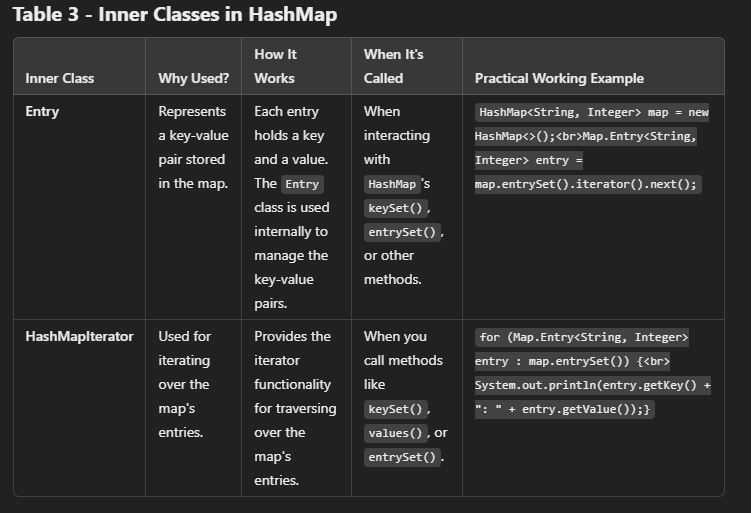 Table 3 - Inner Classes in HashMap
Inner Class
Why Used?
How It
Works
When It's
Called
Practical Working Example
Entry
Represents
a key-value
pair stored
in the map.
Each entry
holds a key
and a value.
The Entry
class is used
internally to
manage the
key-value
pairs.
When
interacting
with
HashMap's
keySet(),
entrySet(),
or other
methods.
HashMap<String, Integer> map = new
HashMap<>();<br>Map.Entry<String,
Integer> entry =
map.entrySet().iterator().next();
HashMapIterator
Used for
iterating
over the
map's
entries.
Provides the
iterator
functionality
for traversing
over the
map's
entries.
When you
call methods
like
keySet(),
values(), or
entrySet().
for (Map.Entry<String, Integer>
entry : map.entrySet()) {<br>
System.out.println(entry.getKey() +
": " + entry.getValue());}